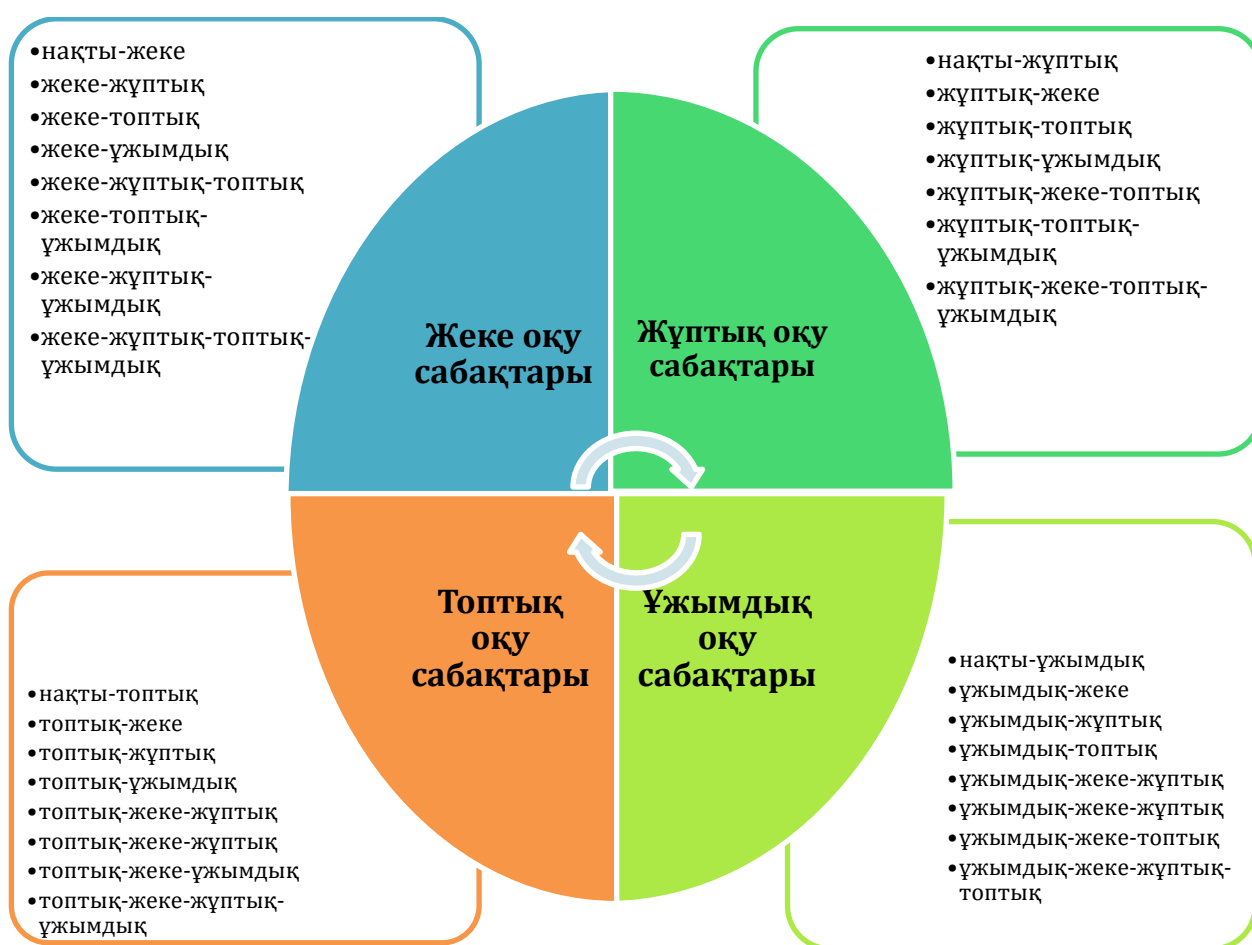 •нақты-жеке
•жеке-жұптық
•жеке-топтық
•жеке-ұжымдық
•жеке-жұптық-топтық
•жеке-топтық-
ұжымдық
•жеке-жұптық-
ұжымдық
•жеке-жұптық-топтық-
ұжымдық
•нақты-жұптық
•жұптық-жеке
•жұптық-топтық
•жұптық-ұжымдық
•жұптық-жеке-топтық
•жұптық-топтық-
ұжымдық
•жұптық-жеке-топтық-
ұжымдық
Жеке оқу
сабақтары
Жұптық оқу
сабақтары
Топтық
оқу
сабақтары
Ұжымдық
оқу
сабақтары
•нақты-топтық
•топтық-жеке
•топтық-жұптық
•топтық-ұжымдық
•топтық-жеке-жұптық
•топтық-жеке-жұптық
•топтық-жеке-ұжымдық
•топтық-жеке-жұптық-
ұжымдық
•нақты-ұжымдық
•ұжымдық-жеке
•ұжымдық-жұптық
•ұжымдық-топтық
•ұжымдық-жеке-жұптық
•ұжымдық-жеке-жұптық
•ұжымдық-жеке-топтық
•ұжымдық-жеке-жұптық-
топтық